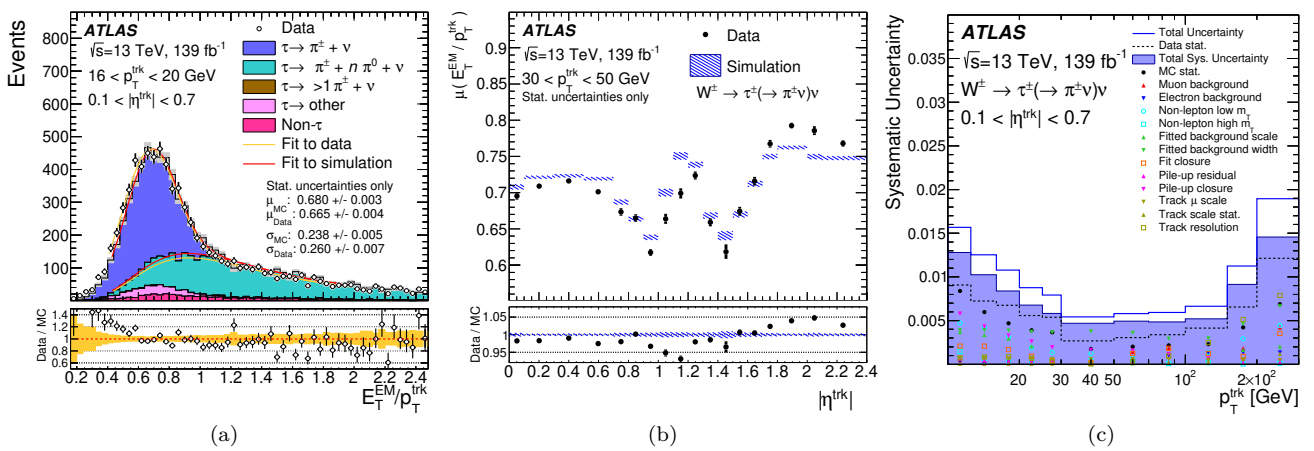 ATLAS
√s=13 TeV, 139 fb⁻¹
16 < p_T^trk < 20 GeV
0.1 < |η^trk| < 0.7
Data
τ→ π± + ν
τ→ π± + n π⁰ + ν
τ→ >1 π± + ν
τ→ other
Non-τ
Fit to data
Fit to simulation
Stat. uncertainties only
μ_MC : 0.680 +/- 0.003
μ_Data : 0.665 +/- 0.004
σ_MC : 0.238 +/- 0.005
σ_Data : 0.260 +/- 0.007
Events
800
700
600
500
400
300
200
100
Data / MC
1.4
1.2
1
0.8
0.6
0.2 0.4 0.6 0.8 1 1.2 1.4 1.6 1.8 2 2.2 2.4
E_T^EM/p_T^trk
(a)
ATLAS
√s=13 TeV, 139 fb⁻¹
30 < p_T^trk < 50 GeV
Stat. uncertainties only
Data
Simulation
W± → τ±(→ π±ν)ν
μ( E_T^EM / p_T^trk )
0.9
0.85
0.8
0.75
0.7
0.65
0.6
Data / MC
1.05
1
0.95
0 0.2 0.4 0.6 0.8 1 1.2 1.4 1.6 1.8 2 2.2 2.4
|η^trk|
(b)
ATLAS
√s=13 TeV, 139 fb⁻¹
W± → τ±(→ π±ν)ν
0.1 < |η^trk| < 0.7
Total Uncertainty
Data stat.
Total Sys. Uncertainty
MC stat.
Muon background
Electron background
Non-lepton low m_T
Non-lepton high m_T
Fitted background scale
Fitted background width
Fit closure
Pile-up residual
Pile-up closure
Track μ scale
Track scale stat.
Track resolution
Systematic Uncertainty
0.035
0.03
0.025
0.02
0.015
0.01
0.005
20 30 40 50 10² 2×10²
p_T^trk [GeV]
(c)